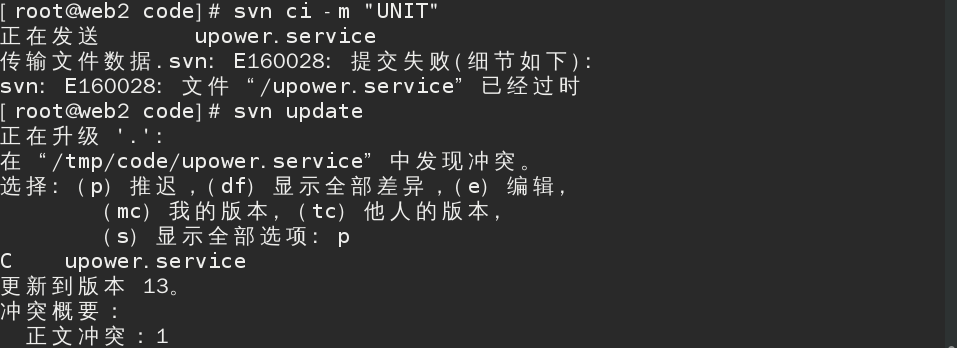 [root@web2 code]# svn ci -m "UNIT"
正在发送       upower.service
传输文件数据.svn: E160028: 提交失败(细节如下):
svn: E160028: 文件 “/upower.service” 已经过时
[root@web2 code]# svn update
正在升级 '.':
在 “/tmp/code/upower.service” 中发现冲突。
选择: (p) 推迟,(df) 显示全部差异,(e) 编辑,
        (mc) 我的版本, (tc) 他人的版本,
        (s) 显示全部选项: p
C    upower.service
更新到版本 13。
冲突概要：
  正文冲突：1